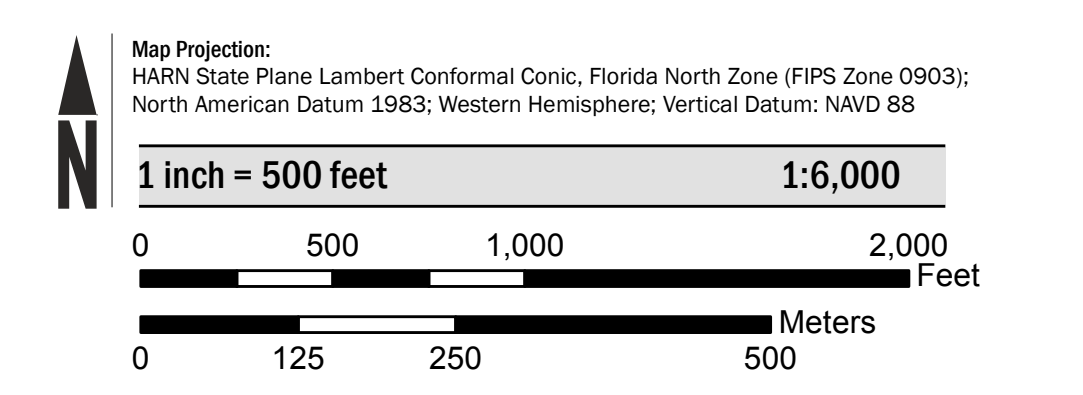 N
Map Projection:
HARN State Plane Lambert Conformal Conic, Florida North Zone (FIPS Zone 0903);
North American Datum 1983; Western Hemisphere; Vertical Datum: NAVD 88
1 inch = 500 feet 1:6,000
0 500 1,000 2,000
Feet
Meters
0 125 250 500